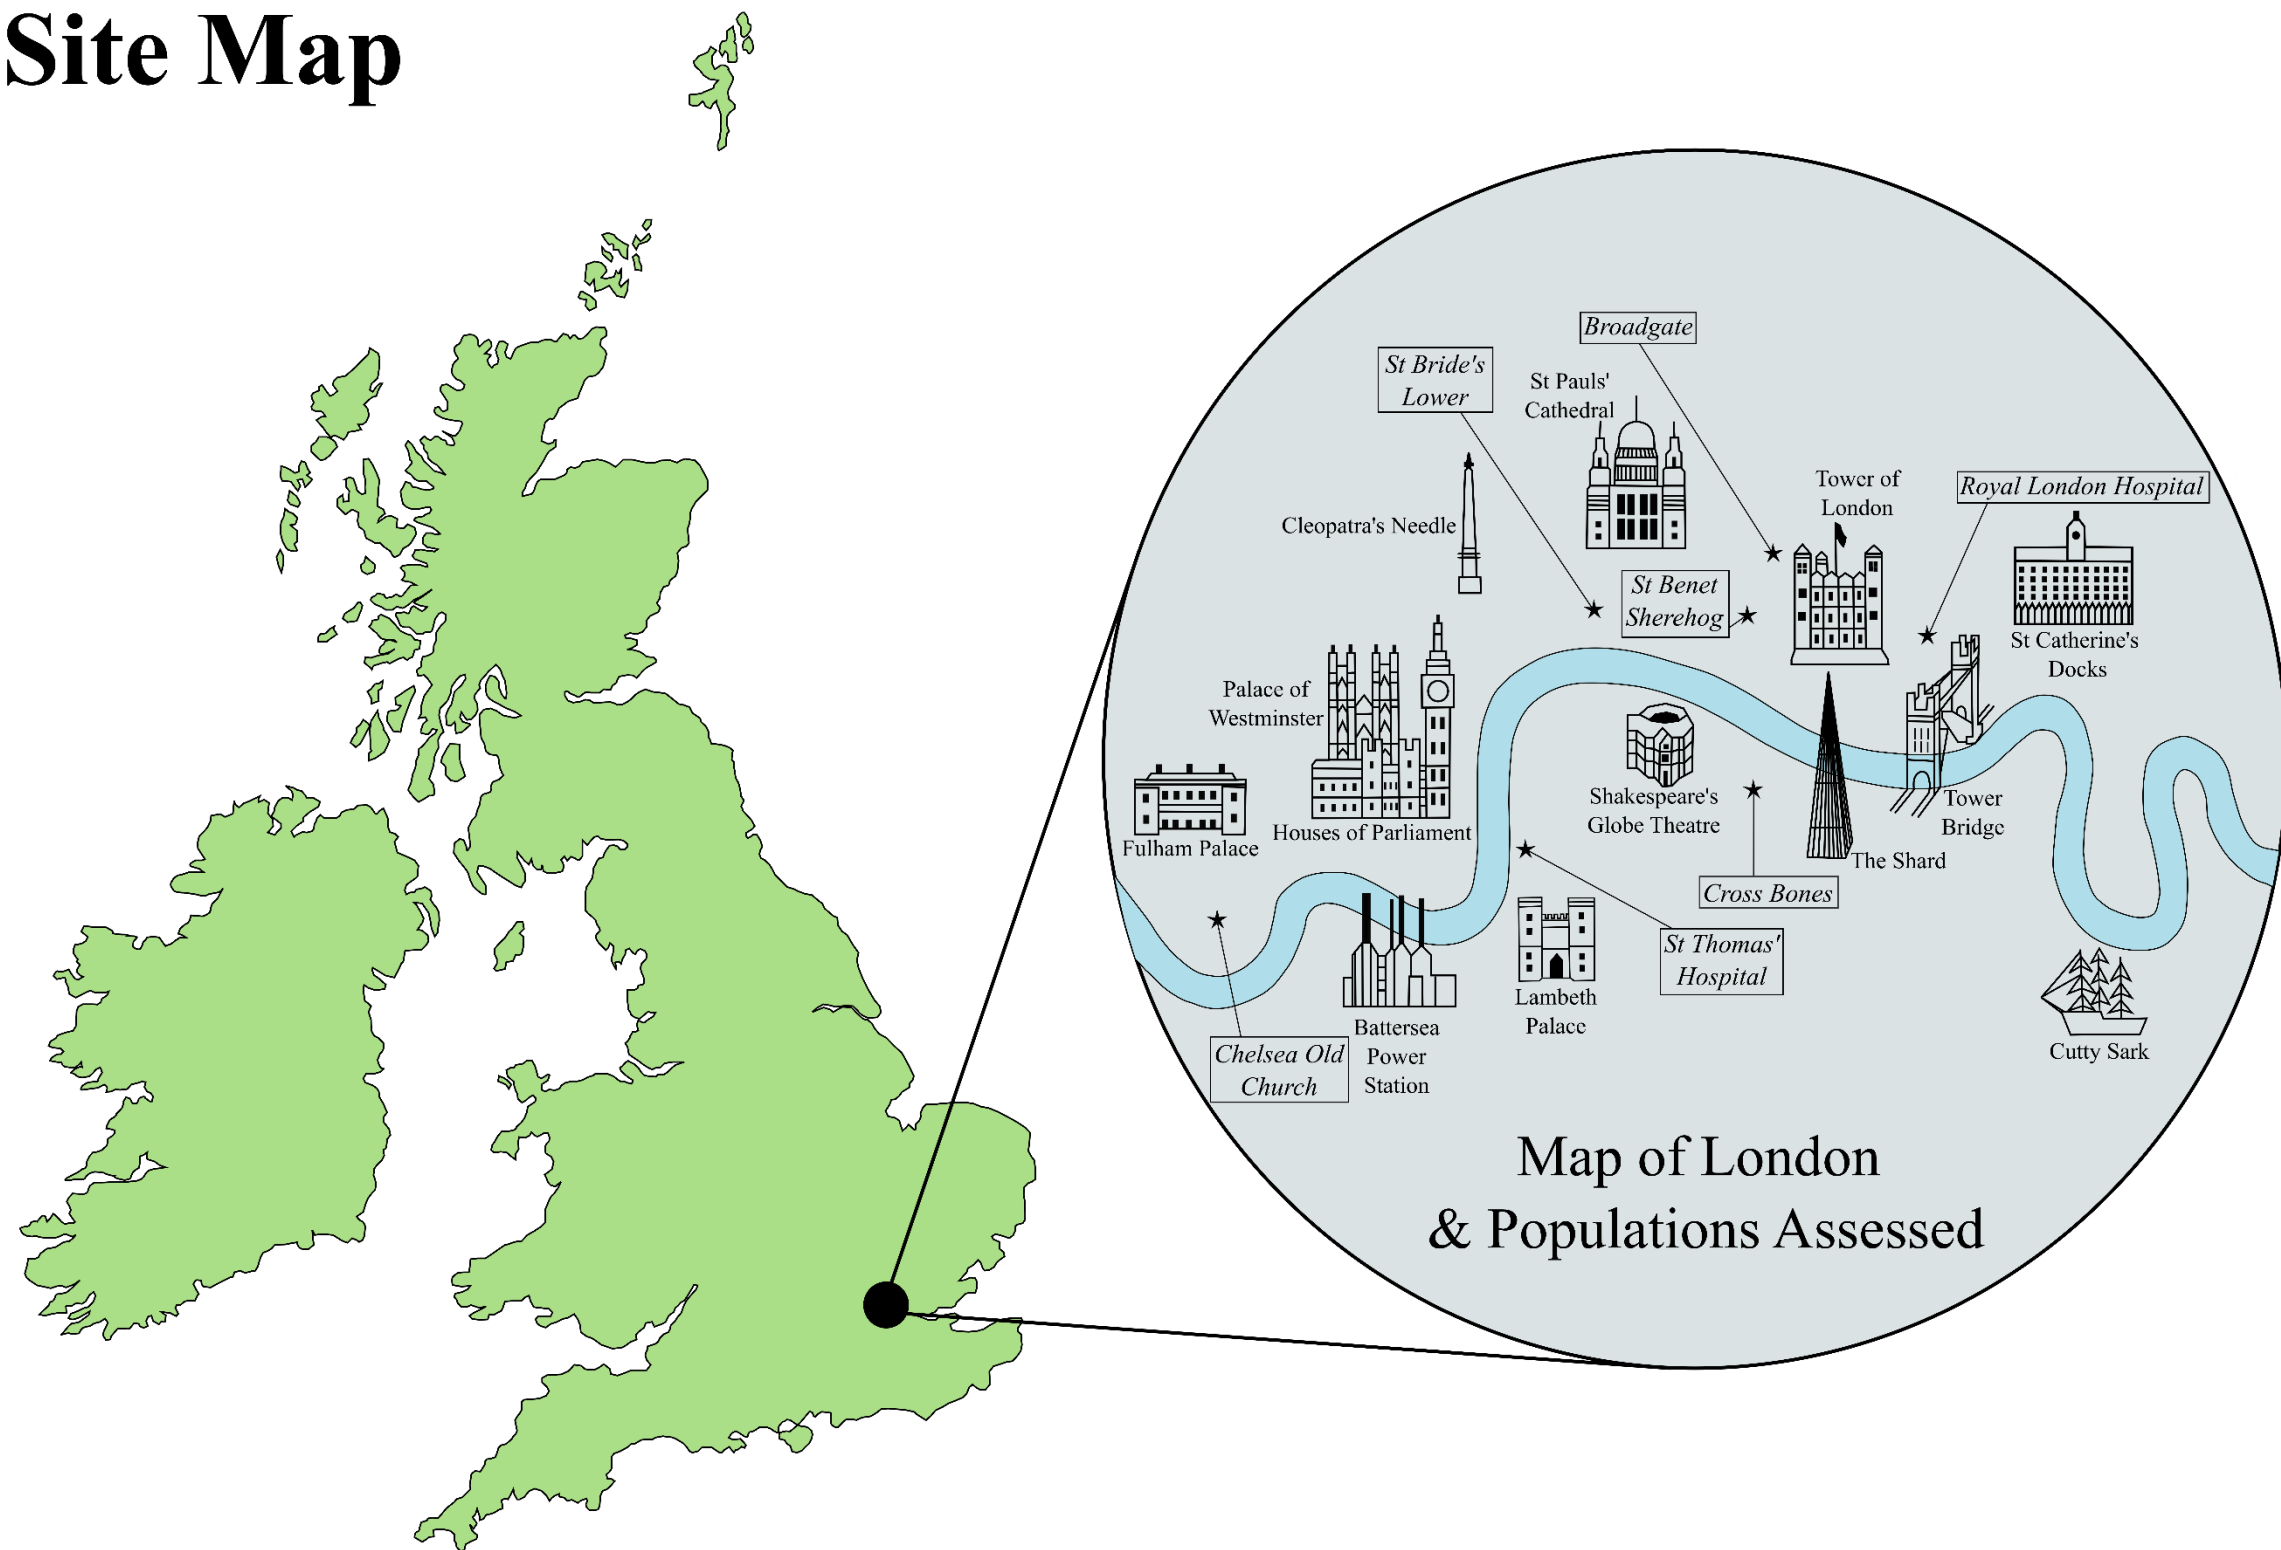 Site Map
Broadgate
St Bride's
Lower
St Pauls'
Cathedral
Tower of
London
Royal London Hospital
Cleopatra's Needle
St Benet
Sherehog
St Catherine's
Docks
Palace of
Westminster
Shakespeare's
Globe Theatre
Tower
Bridge
Houses of Parliament
Fulham Palace
The Shard
Cross Bones
St Thomas'
Hospital
Lambeth
Palace
Battersea
Power
Station
Chelsea Old
Church
Cutty Sark
Map of London
& Populations Assessed